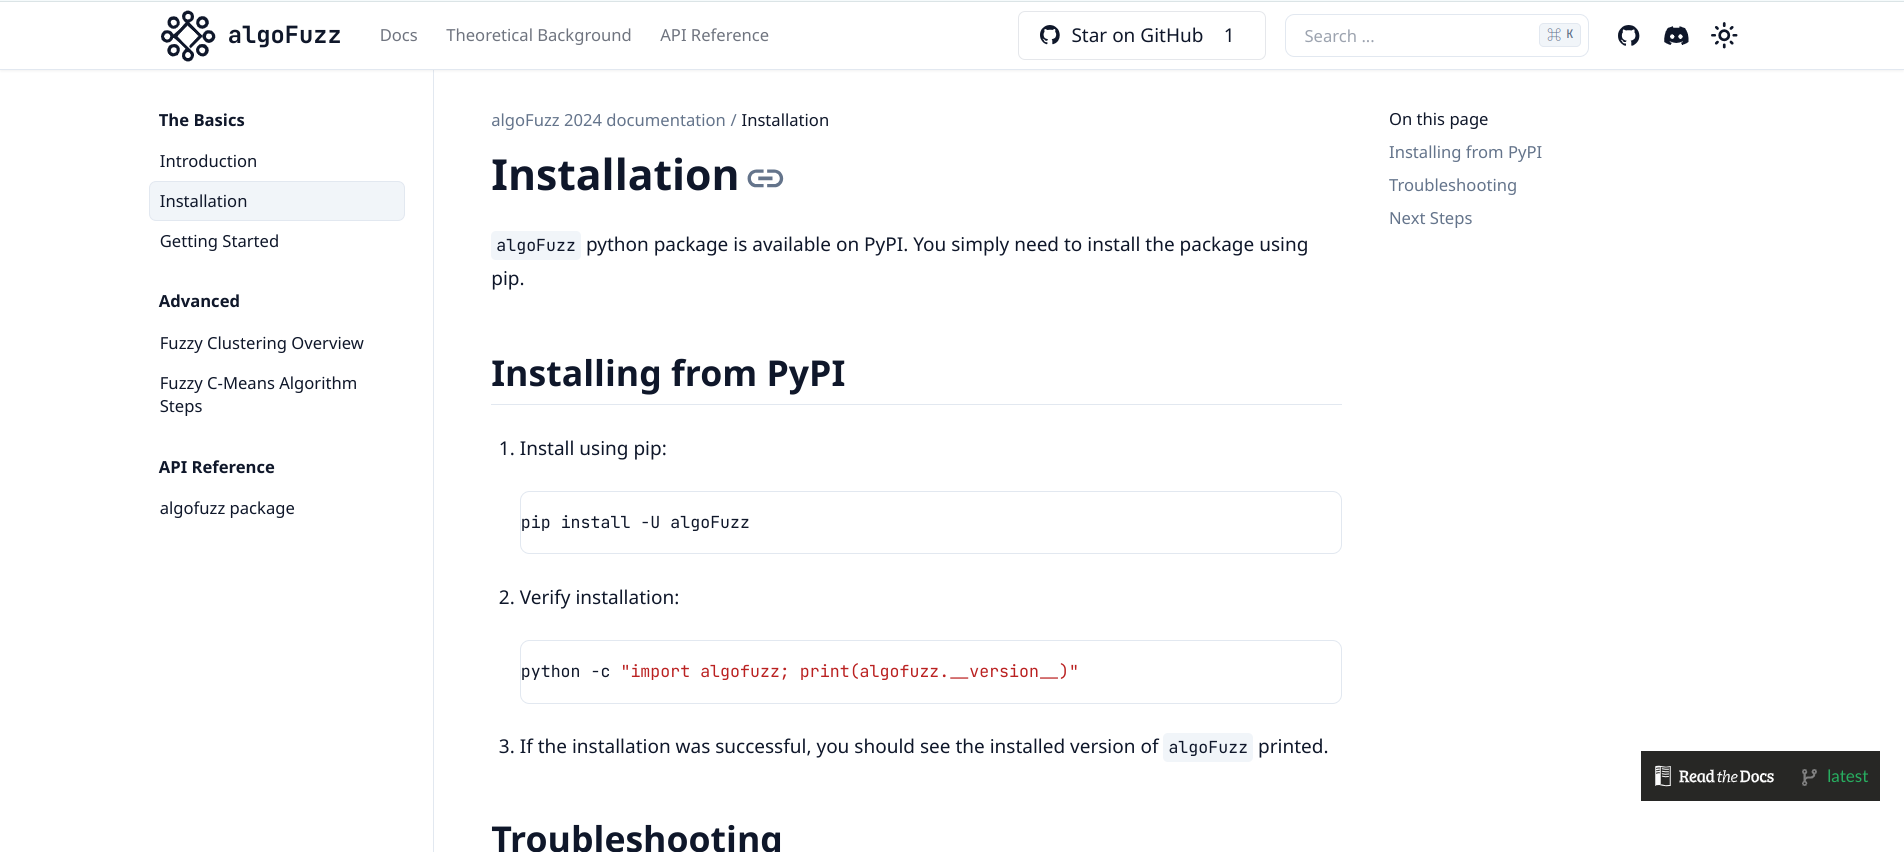 algoFuzz
Docs
Theoretical Background
API Reference
Star on GitHub 1
Search ...
⌘ K
The Basics
Introduction
Installation
Getting Started
Advanced
Fuzzy Clustering Overview
Fuzzy C-Means Algorithm
Steps
API Reference
algofuzz package
algoFuzz 2024 documentation / Installation
Installation
algoFuzz python package is available on PyPI. You simply need to install the package using
pip.
Installing from PyPI
1. Install using pip:
pip install -U algoFuzz
2. Verify installation:
python -c "import algofuzz; print(algofuzz.__version__)"
3. If the installation was successful, you should see the installed version of algoFuzz printed.
Troubleshooting
On this page
Installing from PyPI
Troubleshooting
Next Steps
Read the Docs
latest